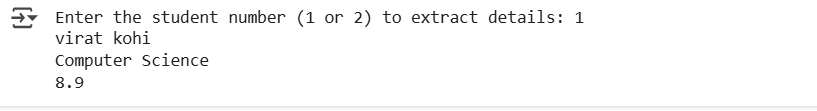 Enter the student number (1 or 2) to extract details: 1
virat kohi
Computer Science
8.9